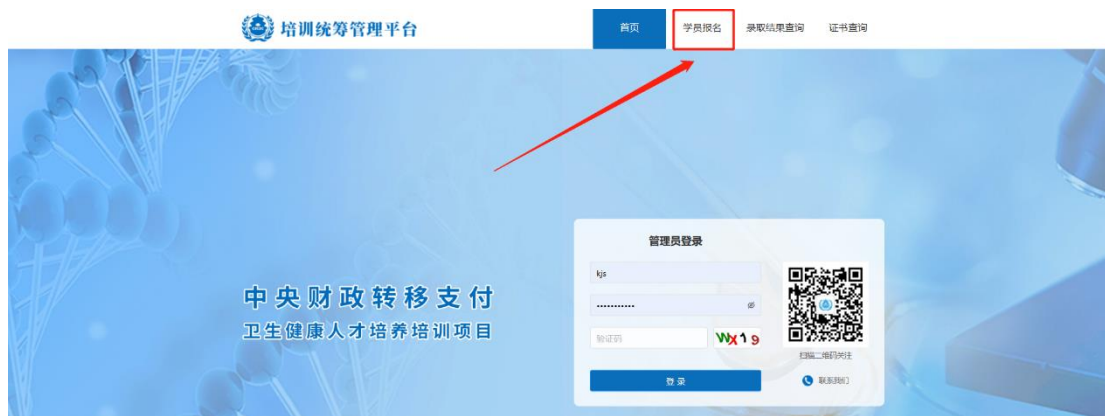 培训统筹管理平台
首页 学员报名 录取结果查询 证书查询
管理员登录
kjs
•••••••••••
中央财政转移支付
卫生健康人才培养培训项目
验证码 WX19
扫描二维码关注
登录 联系我们